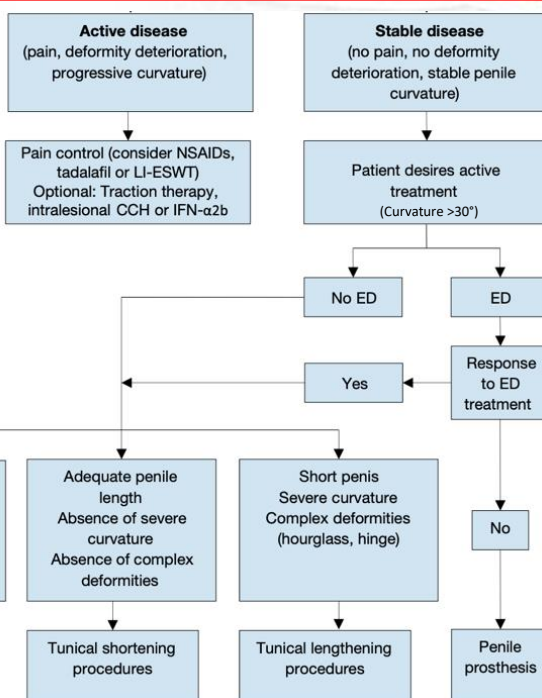 Active disease
(pain, deformity deterioration,
progressive curvature)
Stable disease
(no pain, no deformity
deterioration, stable penile
curvature)
Pain control (consider NSAIDs,
tadalafil or LI-ESWT)
Optional: Traction therapy,
intralesional CCH or IFN-α2b
Patient desires active
treatment
(Curvature >30°)
No ED
ED
Yes
Response
to ED
treatment
Adequate penile
length
Absence of severe
curvature
Absence of complex
deformities
Short penis
Severe curvature
Complex deformities
(hourglass, hinge)
No
Tunical shortening
procedures
Tunical lengthening
procedures
Penile
prosthesis